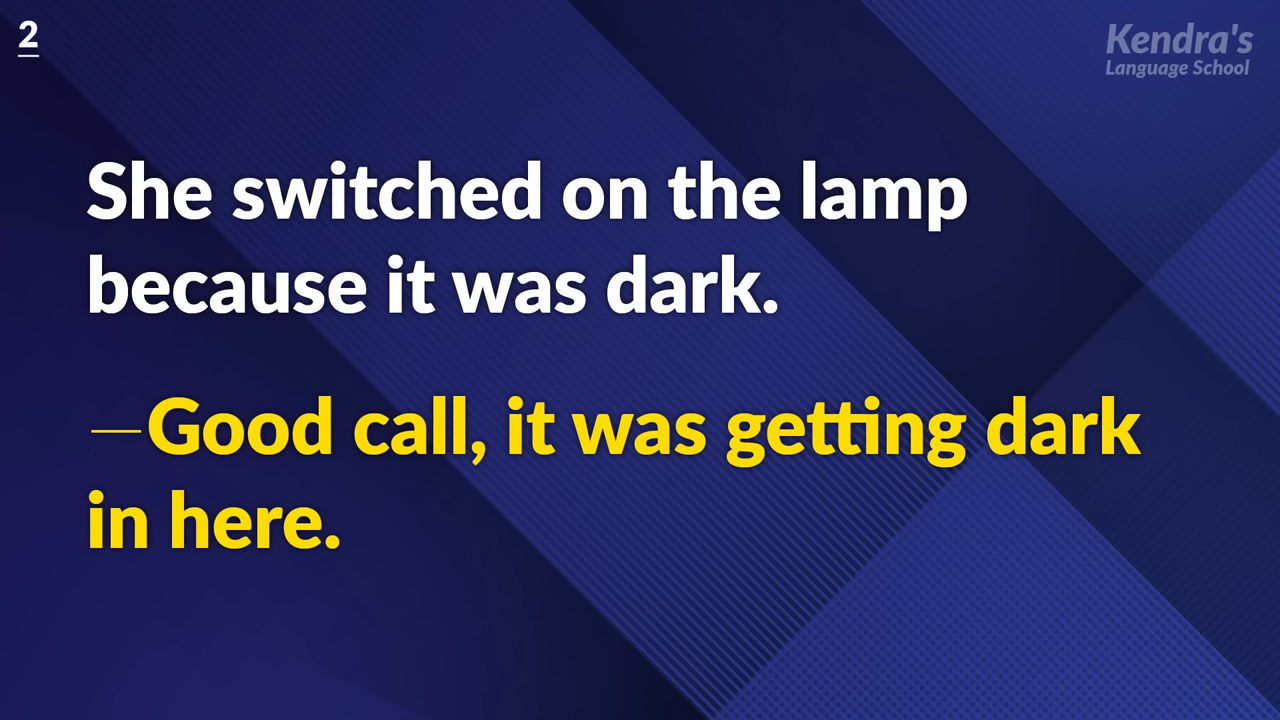 2
Kendra's
Language School
She switched on the lamp
because it was dark.
—Good call, it was getting dark
in here.